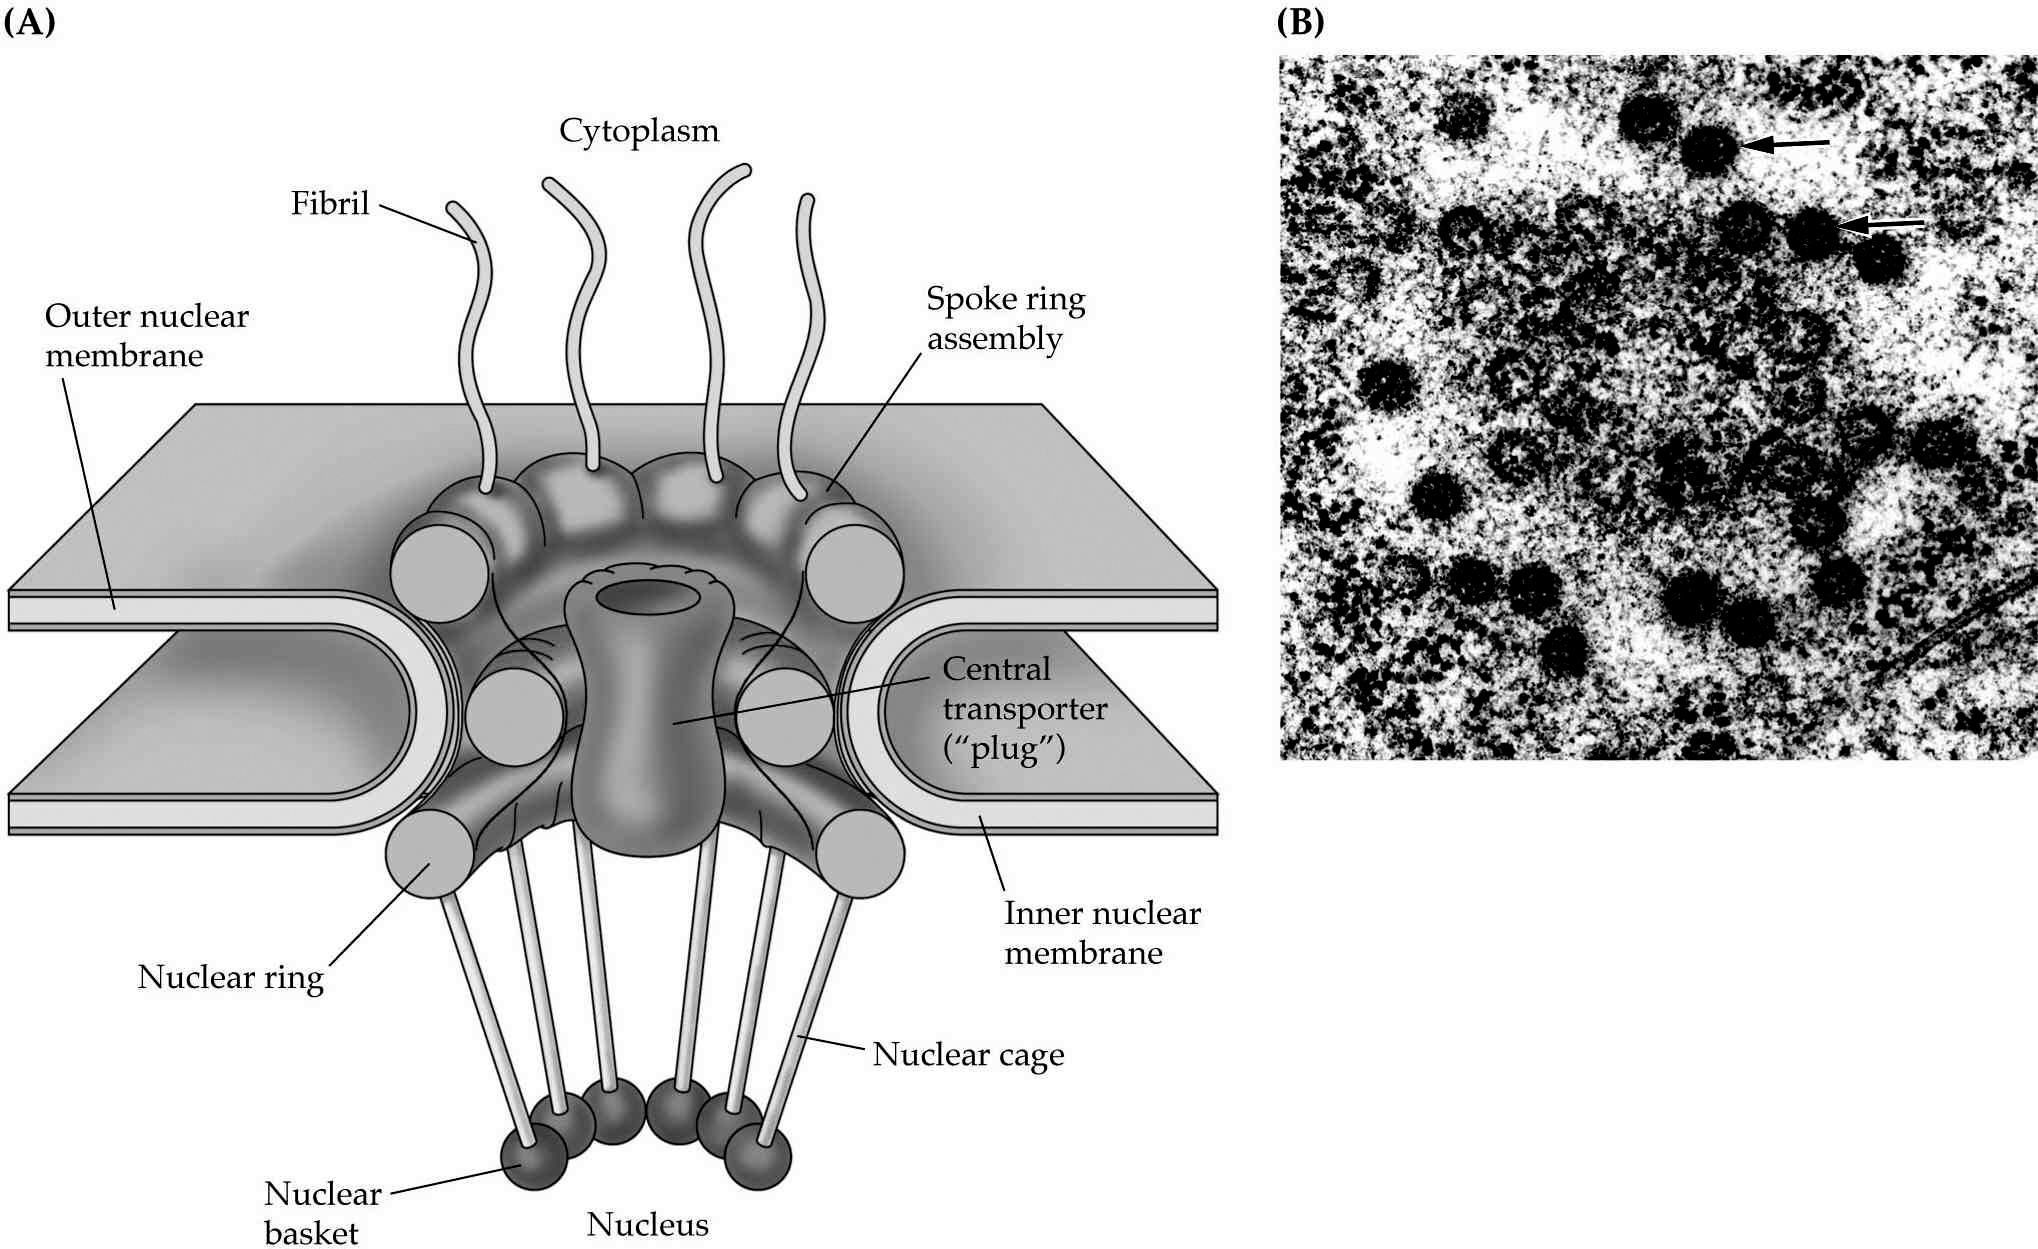 (A)
(B)
Cytoplasm
Fibril
Outer nuclear
membrane
Spoke ring
assembly
Central
transporter
(“plug”)
Inner nuclear
membrane
Nuclear ring
Nuclear cage
Nuclear
basket
Nucleus